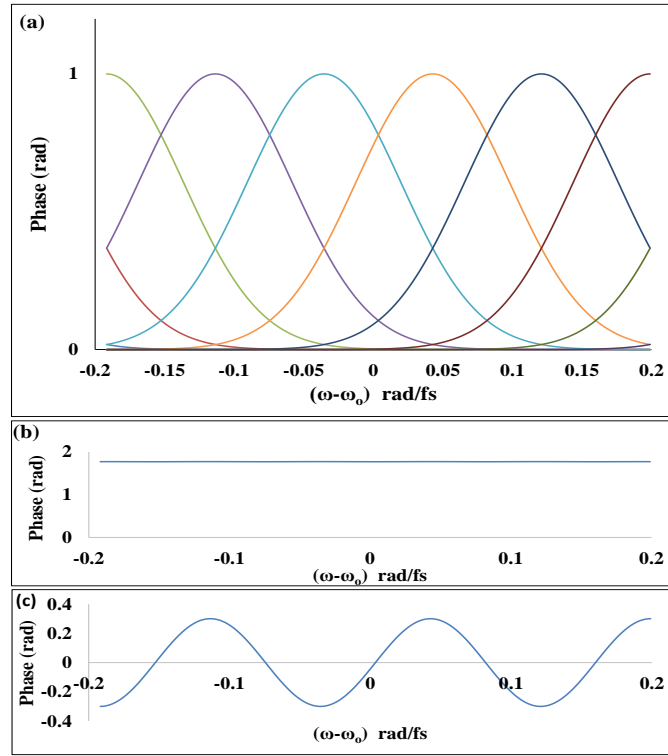 (a)
1
Phase (rad)
0
-0.2 -0.15 -0.1 -0.05 0 0.05 0.1 0.15 0.2
(ω-ωₒ) rad/fs
(b)
2
Phase (rad)
1
0
-0.2 -0.1 0 0.1 0.2
(ω-ωₒ) rad/fs
(c)
0.4
Phase (rad)
0.2
0
-0.2 -0.1 0 0.1 0.2
-0.2
-0.4
(ω-ωₒ) rad/fs